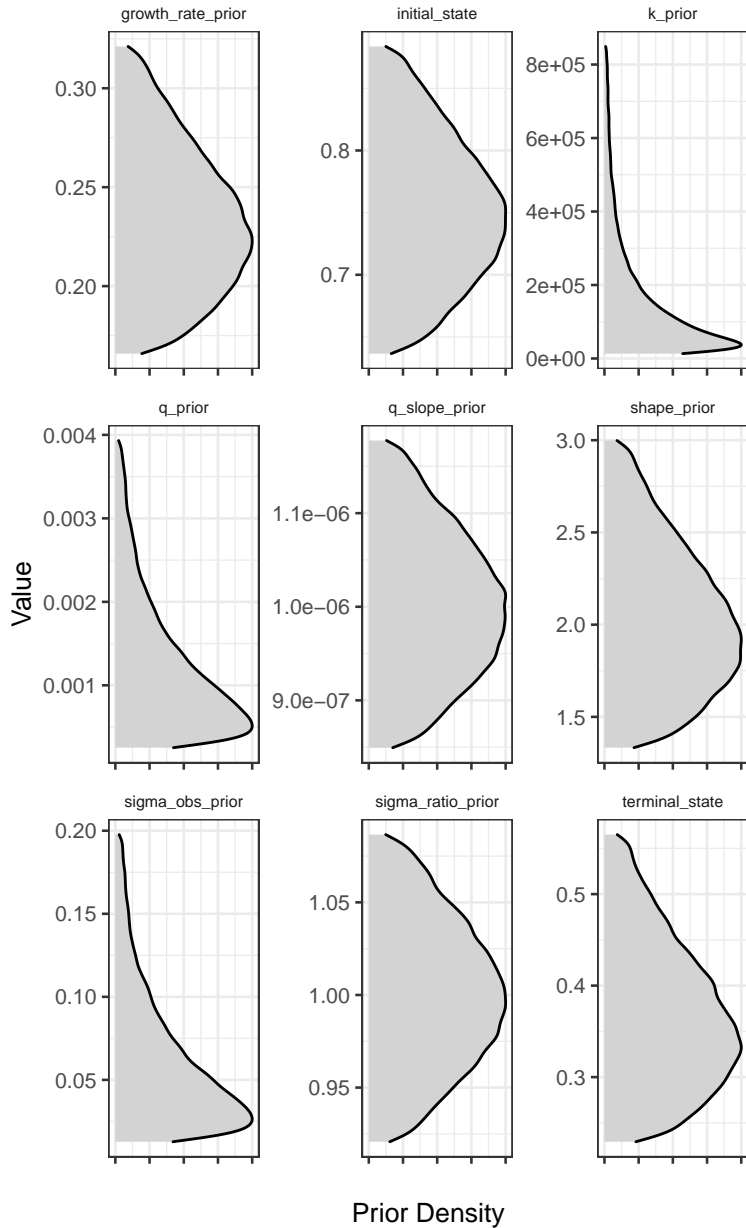 growth_rate_prior initial_state k_prior
0.30
0.25
0.20
0.8
0.7
8e+05
6e+05
4e+05
2e+05
0e+00
q_prior q_slope_prior shape_prior
0.004
0.003
0.002
0.001
1.1e−06
1.0e−06
9.0e−07
3.0
2.5
2.0
1.5
Value
sigma_obs_prior sigma_ratio_prior terminal_state
0.20
0.15
0.10
0.05
1.05
1.00
0.95
0.5
0.4
0.3
Prior Density